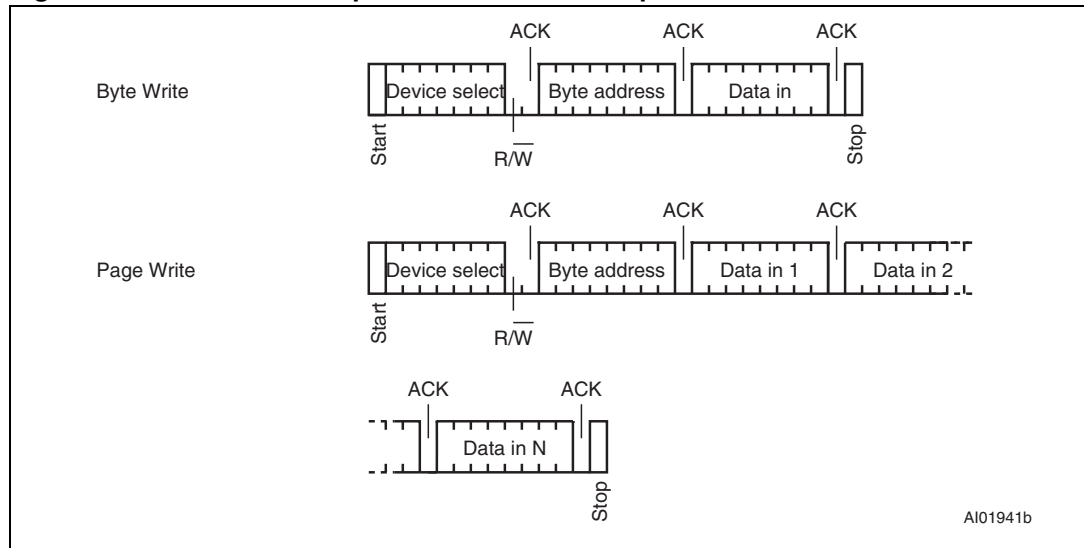 ACK ACK ACK
Byte Write Device select Byte address Data in
Start R/W Stop
ACK ACK ACK
Page Write Device select Byte address Data in 1 Data in 2
Start R/W
ACK ACK
Data in N
Stop
AI01941b